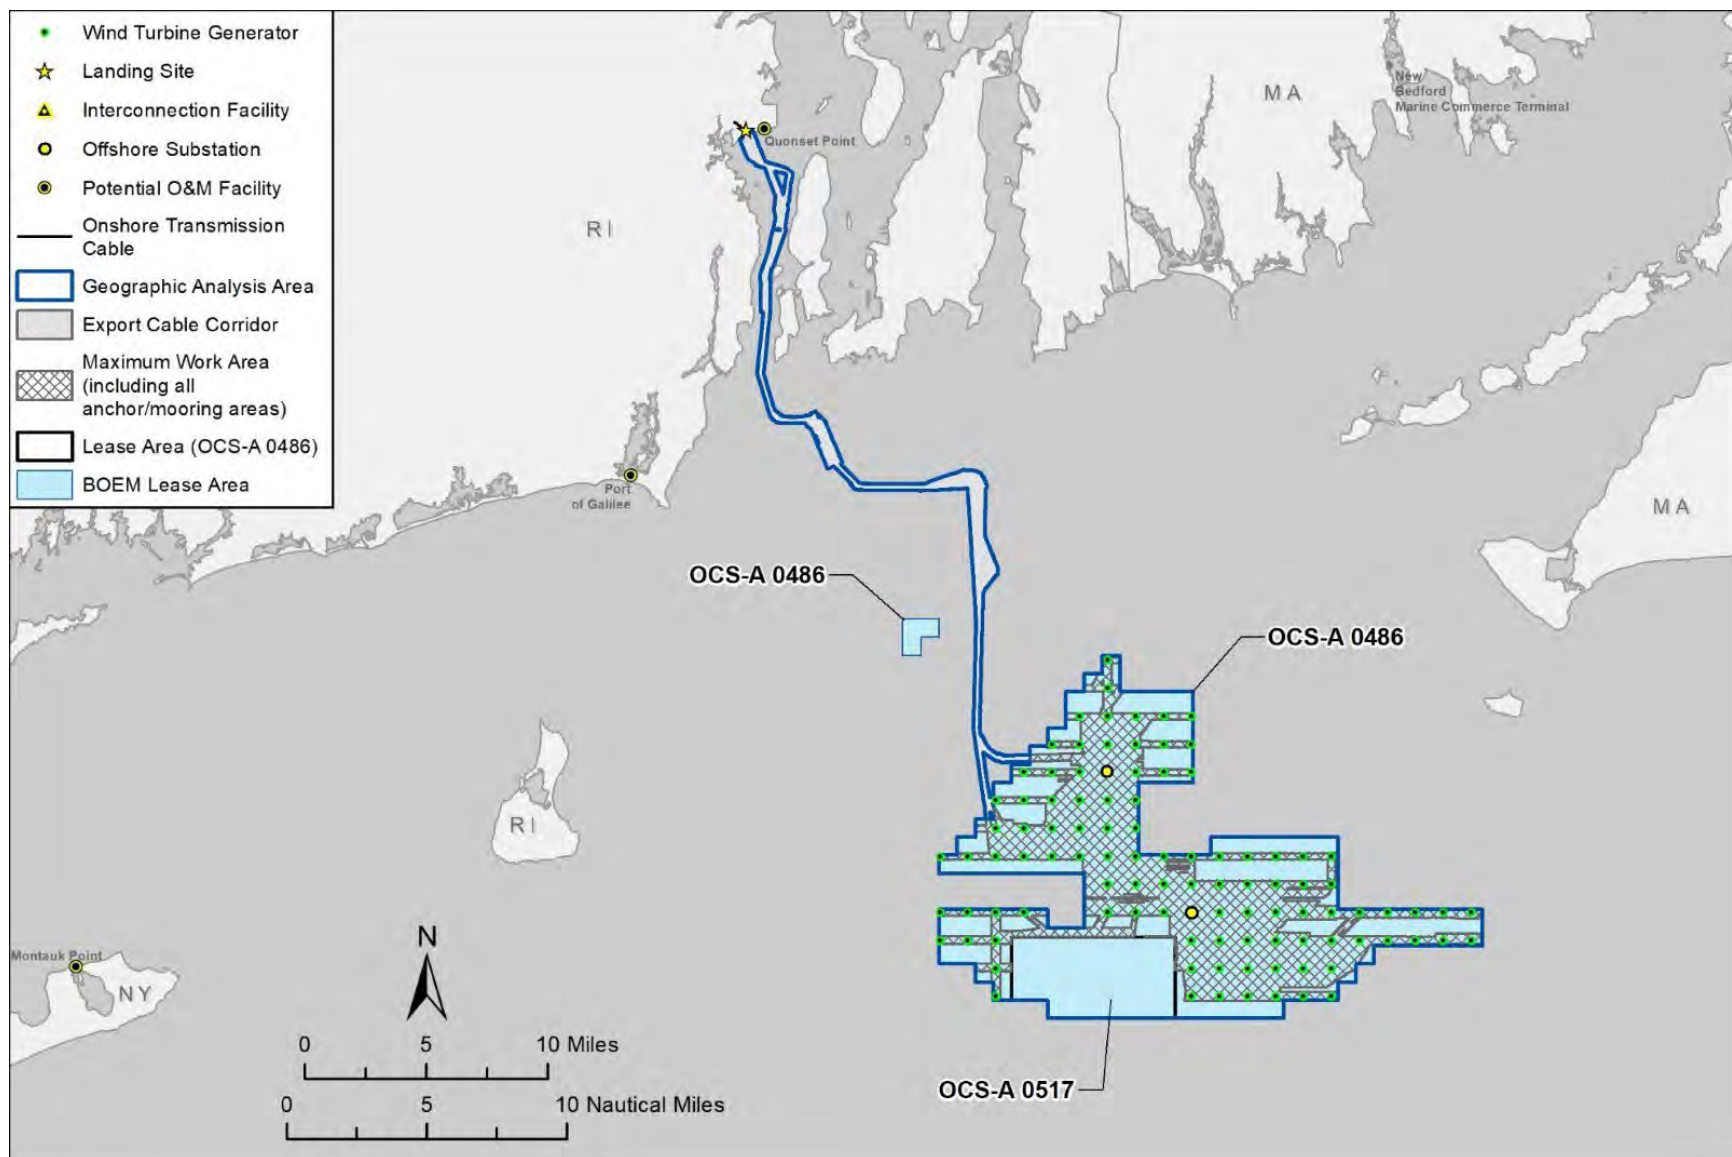 Wind Turbine Generator
Landing Site
Interconnection Facility
Offshore Substation
Potential O&M Facility
Onshore Transmission
Cable
Geographic Analysis Area
Export Cable Corridor
Maximum Work Area
(including all
anchor/mooring areas)
Lease Area (OCS-A 0486)
BOEM Lease Area
New
Bedford
Marine Commerce Terminal
MA
Quonset Point
RI
Port
of Galilee
MA
OCS-A 0486
OCS-A 0486
RI
Montauk Point
NY
N
0 5 10 Miles
0 5 10 Nautical Miles
OCS-A 0517